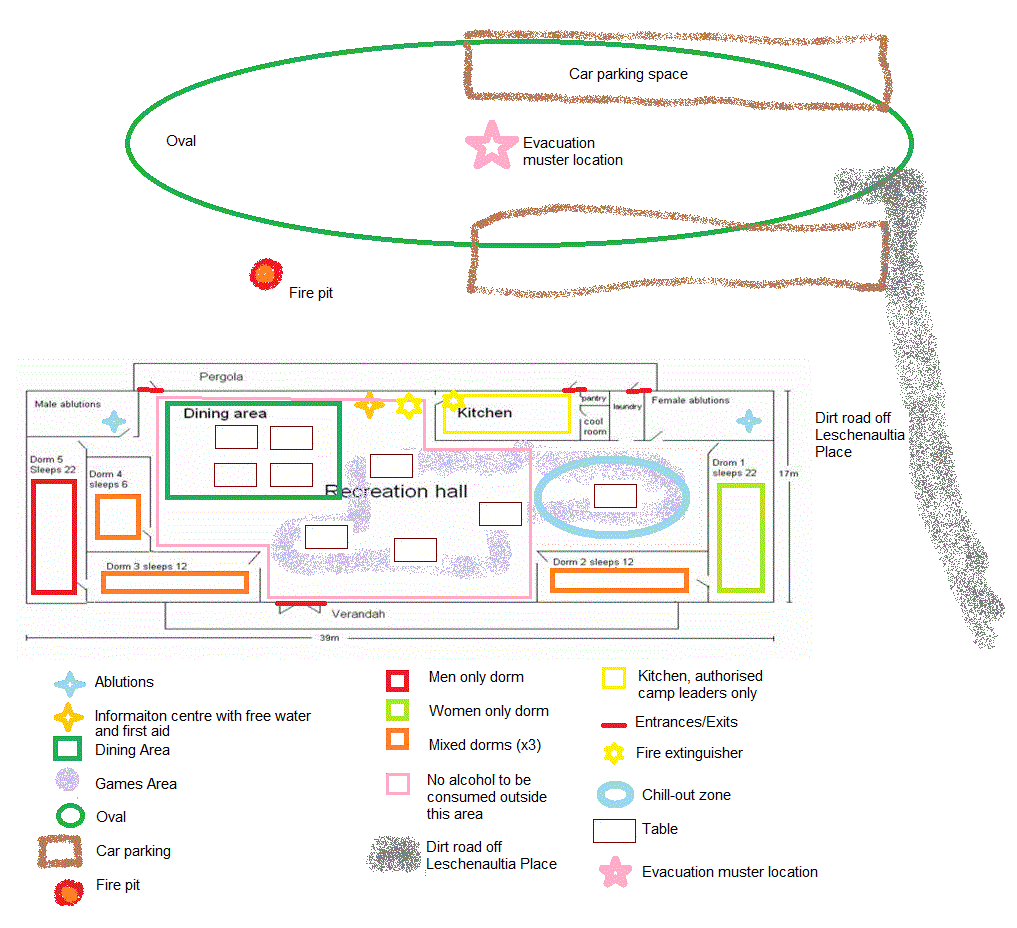 Car parking space
Oval
Evacuation
muster location
Fire pit
Dirt road off
Leschenaultia
Place
Pergola
Male ablutions
Dining area
Kitchen
pantry
cool
room
laundry
Female ablutions
Dorm 5
Sleeps 22
Dorm 4
sleeps 6
Recreation hall
Drom 1
sleeps 22
17m
Dorm 3 sleeps 12
Dorm 2 sleeps 12
Verandah
39m
Ablutions
Informaiton centre with free water
and first aid
Dining Area
Games Area
Oval
Car parking
Fire pit
Men only dorm
Women only dorm
Mixed dorms (x3)
No alcohol to be
consumed outside
this area
Dirt road off
Leschenaultia Place
Kitchen, authorised
camp leaders only
Entrances/Exits
Fire extinguisher
Chill-out zone
Table
Evacuation muster location